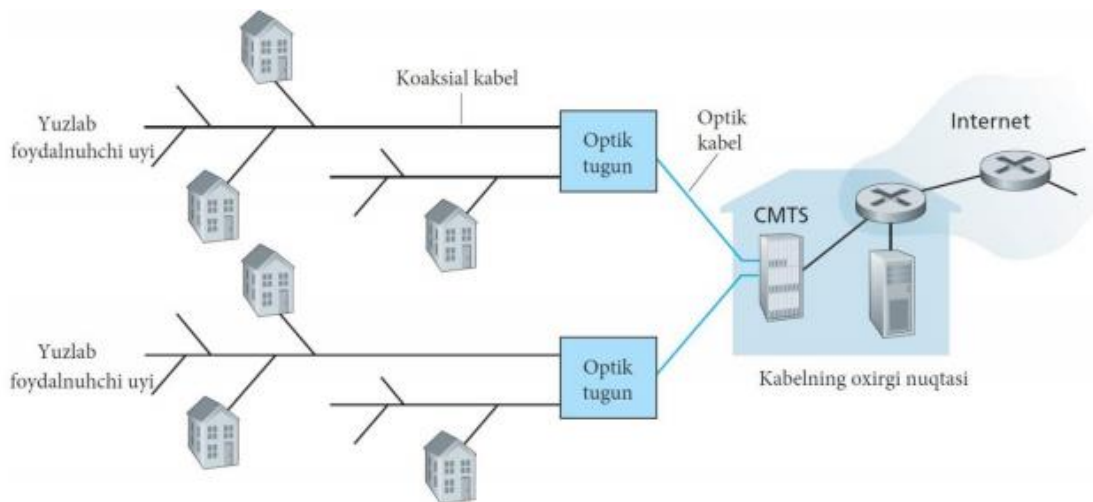 Koaksial kabel
Yuzlab
foydalnuhchi uyi
Optik
tugun
Optik
kabel
Internet
CMTS
Yuzlab
foydalnuhchi uyi
Optik
tugun
Kabelning oxirgi nuqtasi